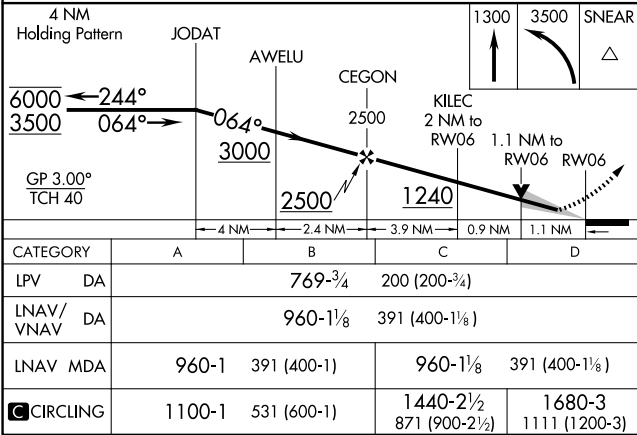 4 NM
Holding Pattern
JODAT
AWELU
CEGON
2500
KILEC
2 NM to
RW06
1.1 NM to
RW06
RW06
1300
3500
SNEAR
6000
244°
3500
064°
064°
3000
2500
1240
GP 3.00°
TCH 40
4 NM
2.4 NM
3.9 NM
0.9 NM
1.1 NM
CATEGORY A B C D
LPV DA 769-¾ 200 (200-¾)
LNAV/
VNAV DA 960-1⅛ 391 (400-1⅛)
LNAV MDA 960-1 391 (400-1) 960-1⅛ 391 (400-1⅛)
C CIRCLING 1100-1 531 (600-1) 1440-2½ 1680-3
871 (900-2½) 1111 (1200-3)